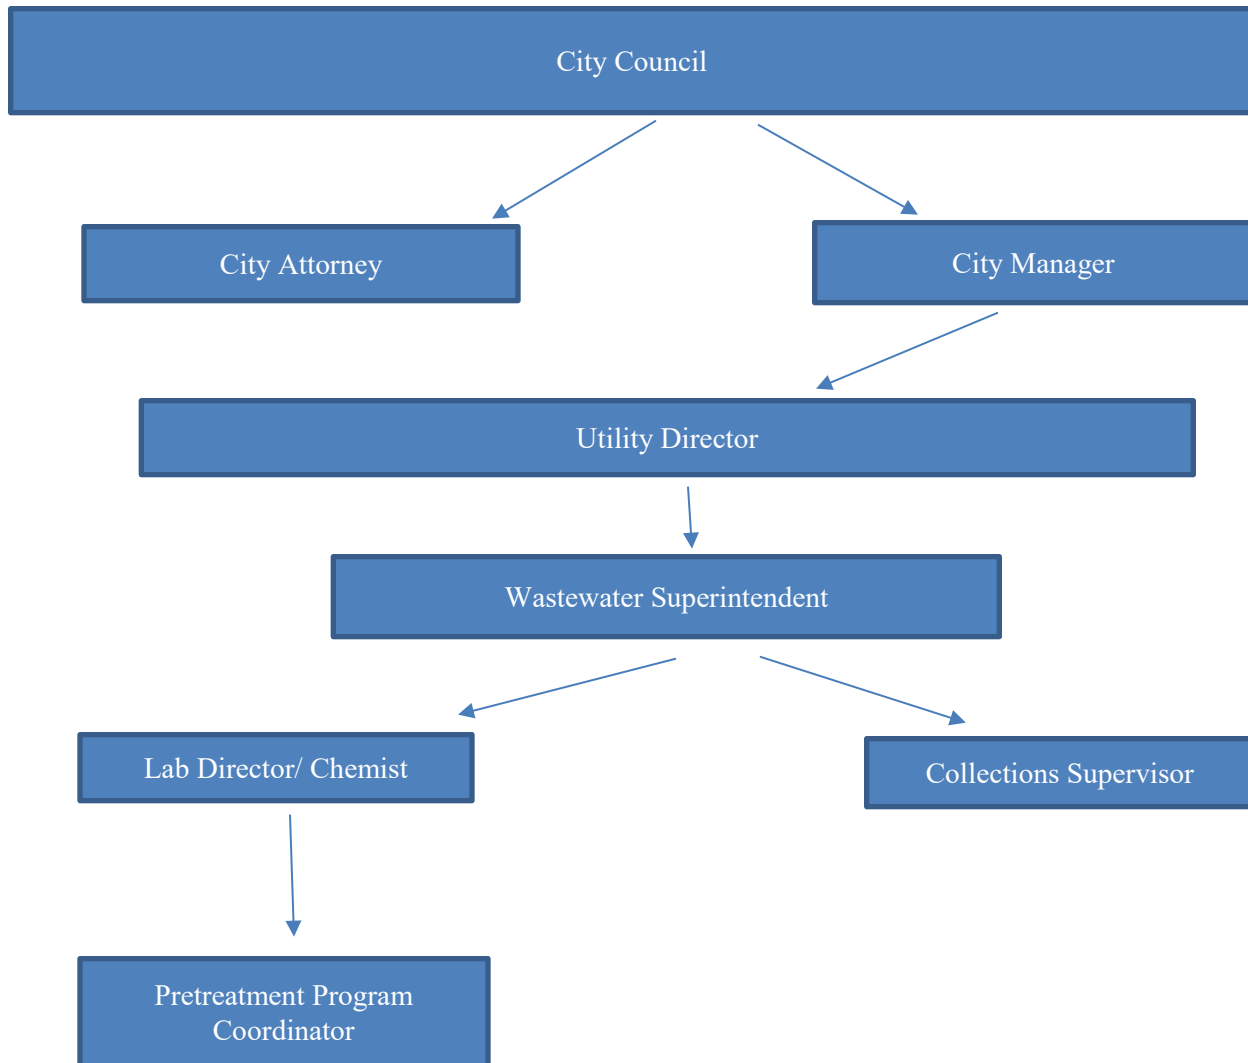 City Council
City Attorney
City Manager
Utility Director
Wastewater Superintendent
Lab Director/ Chemist
Collections Supervisor
Pretreatment Program
Coordinator